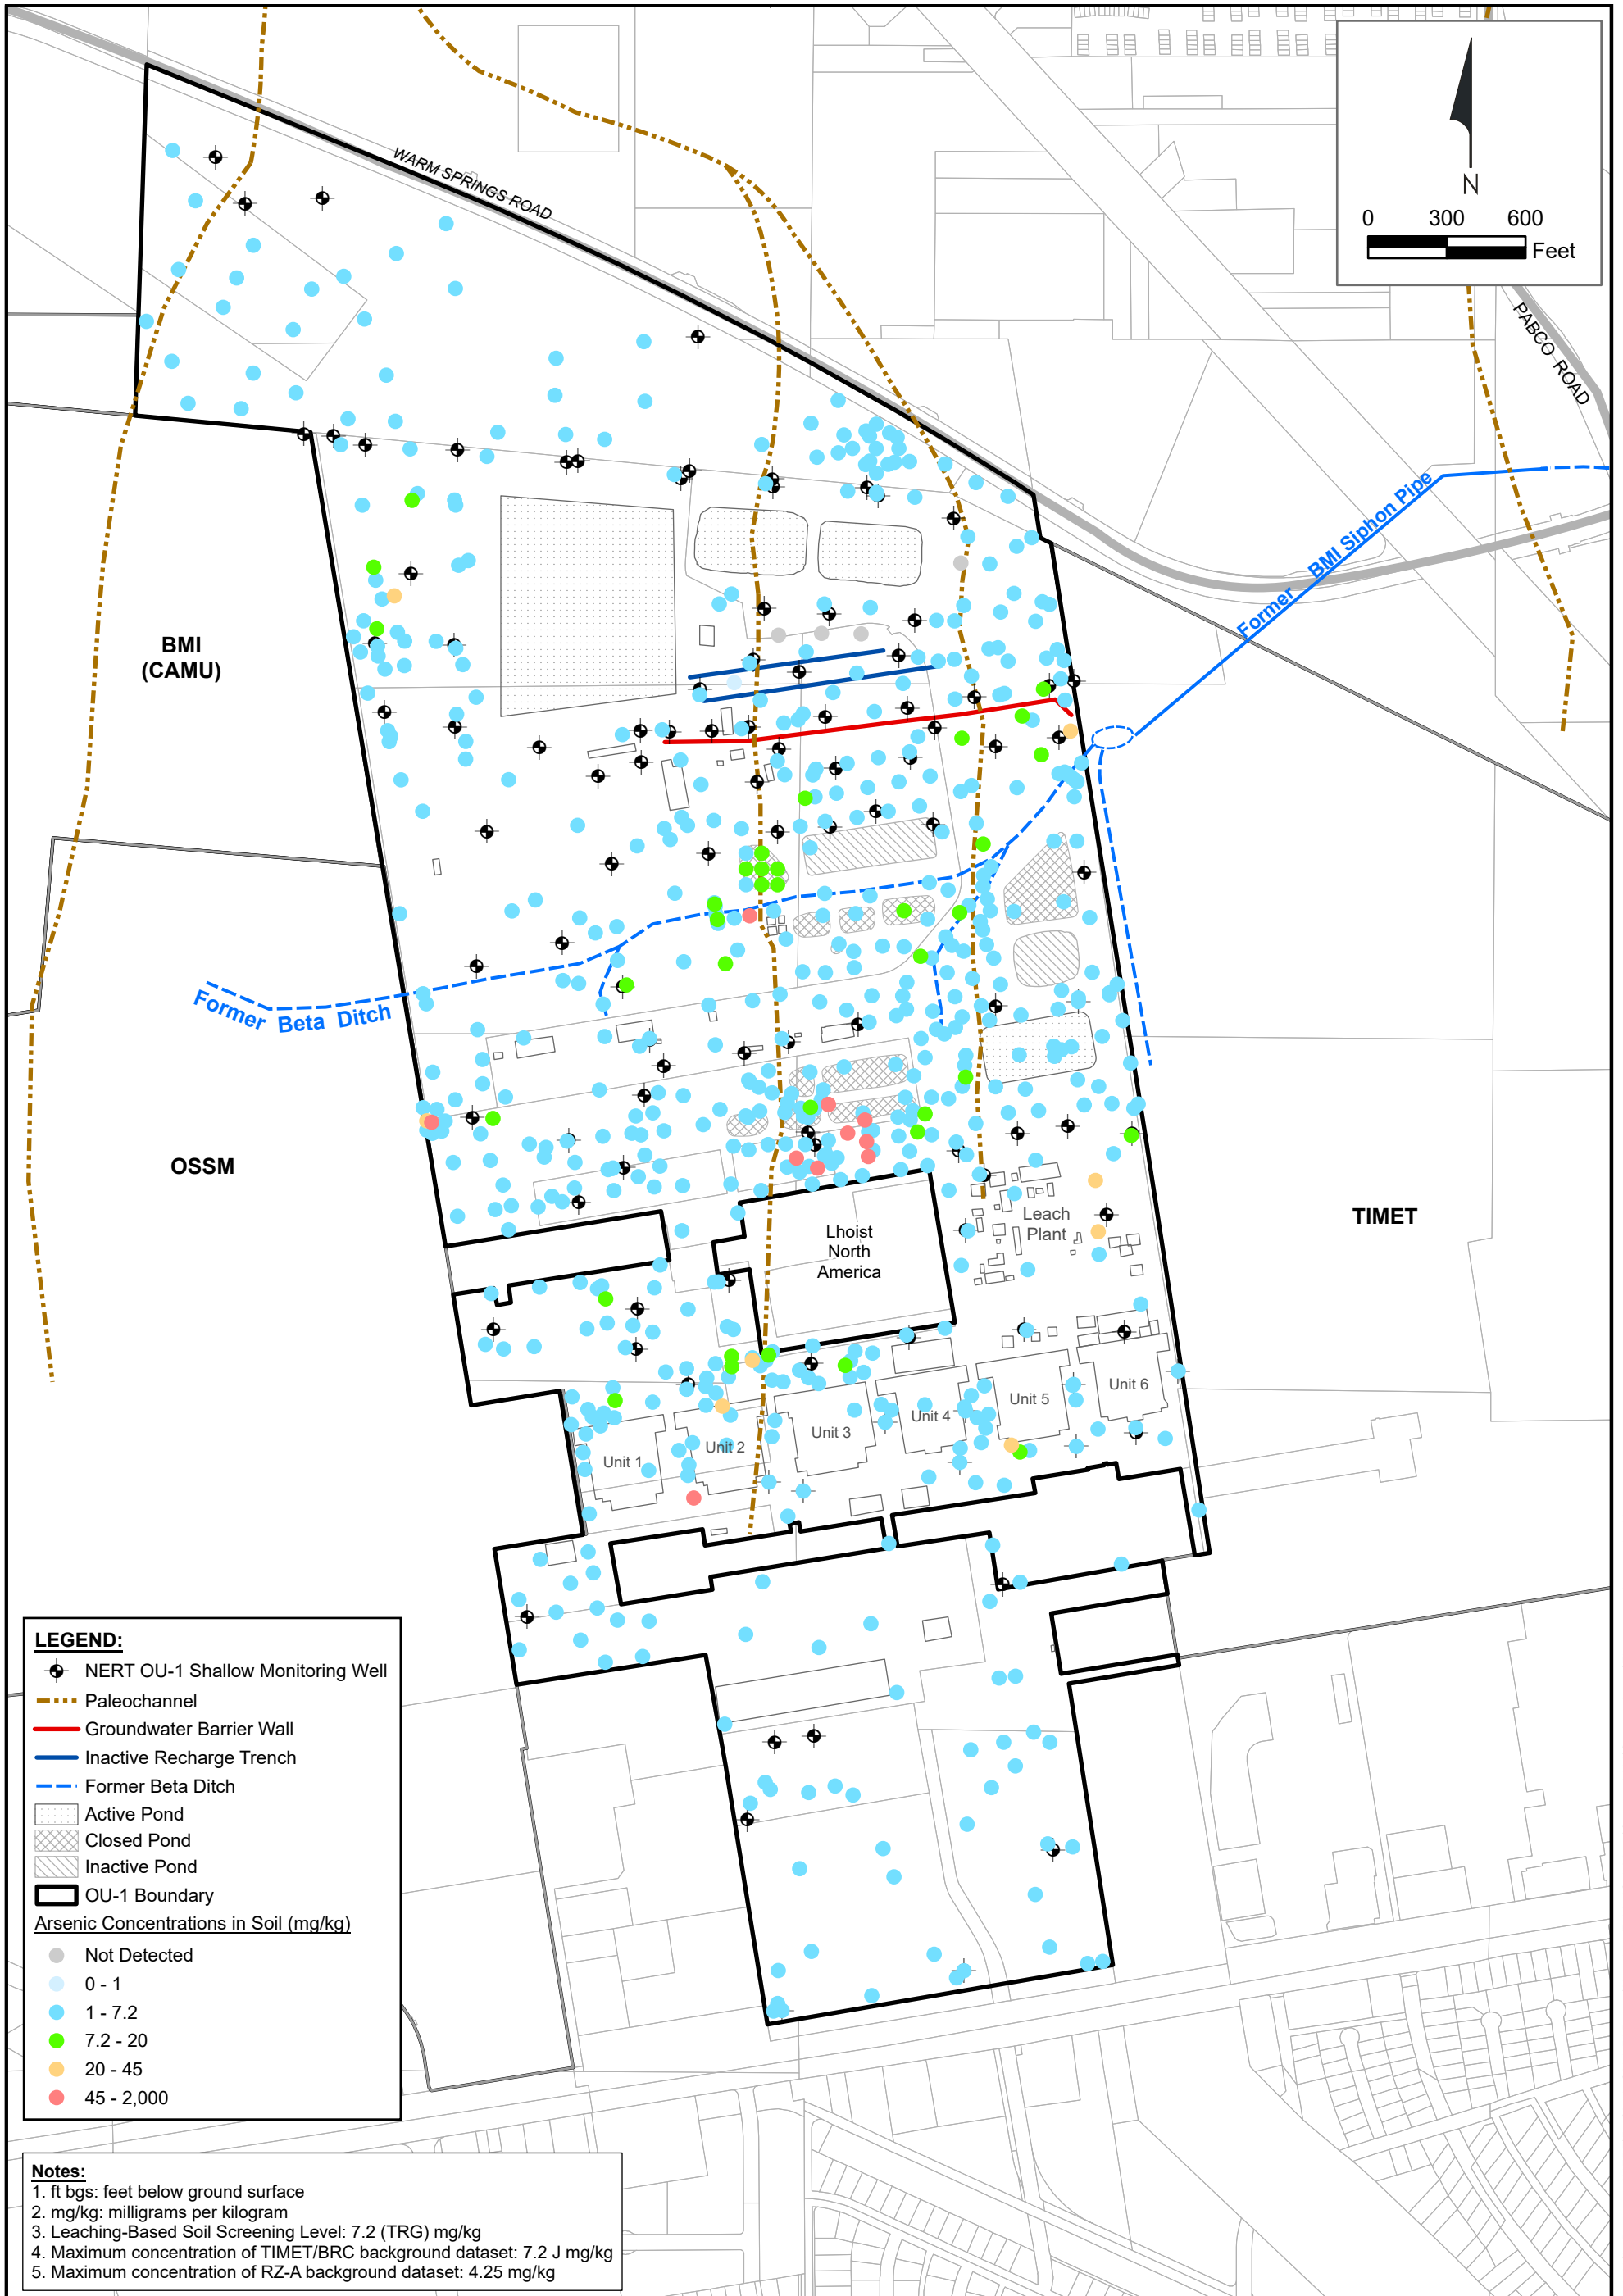 WARM SPRINGS ROAD
N
0 300 600
Feet
PABCO ROAD
Former BMI Siphon Pipe
BMI
(CAMU)
Former Beta Ditch
OSSM
TIMET
Leach
Plant
Lhoist
North
America
Unit 6
Unit 5
Unit 4
Unit 3
Unit 2
Unit 1
LEGEND:
NERT OU-1 Shallow Monitoring Well
Paleochannel
Groundwater Barrier Wall
Inactive Recharge Trench
Former Beta Ditch
Active Pond
Closed Pond
Inactive Pond
OU-1 Boundary
Arsenic Concentrations in Soil (mg/kg)
Not Detected
0 - 1
1 - 7.2
7.2 - 20
20 - 45
45 - 2,000
Notes:
1. ft bgs: feet below ground surface
2. mg/kg: milligrams per kilogram
3. Leaching-Based Soil Screening Level: 7.2 (TRG) mg/kg
4. Maximum concentration of TIMET/BRC background dataset: 7.2 J mg/kg
5. Maximum concentration of RZ-A background dataset: 4.25 mg/kg